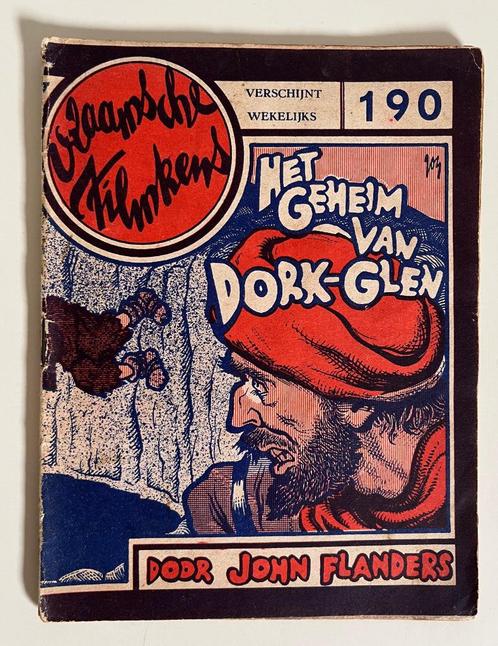 Vlaamsche
Filmkens
VERSCHIJNT
WEKELIJKS
190
HET
GEHEIM
VAN
DORK-GLEN
DOOR JOHN FLANDERS